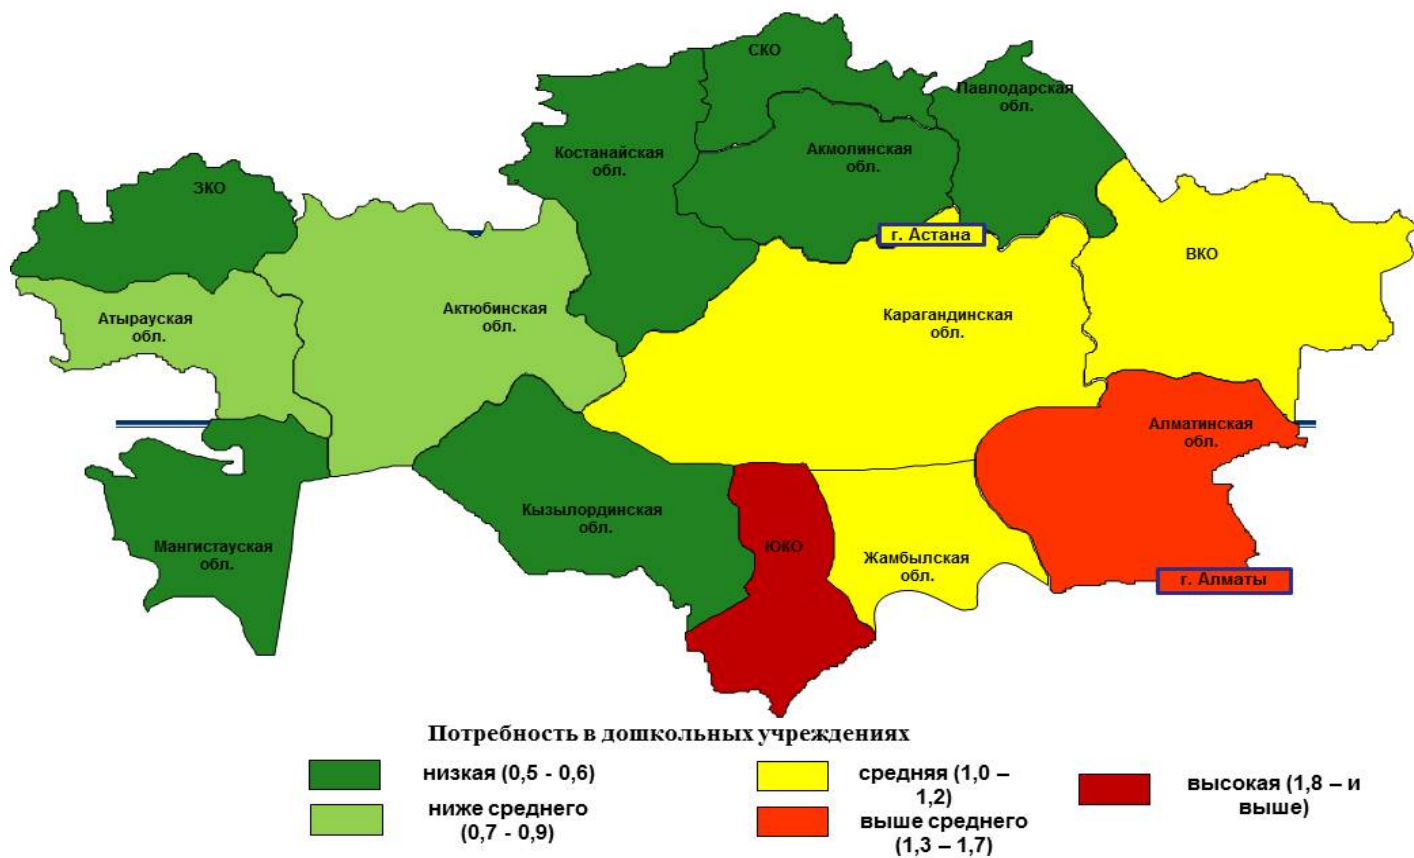 СКО
Павлодарская
обл.
Костанайская
обл.
Акмолинская
обл.
ЗКО
г. Астана
ВКО
Атырауская
обл.
Актюбинская
обл.
Карагандинская
обл.
Алматинская
обл.
Кызылординская
обл.
Мангистауская
обл.
ЮКО
Жамбылская
обл.
г. Алматы
Потребность в дошкольных учреждениях
низкая (0,5 - 0,6)
ниже среднего
(0,7 - 0,9)
средняя (1,0 –
1,2)
выше среднего
(1,3 – 1,7)
высокая (1,8 – и
выше)